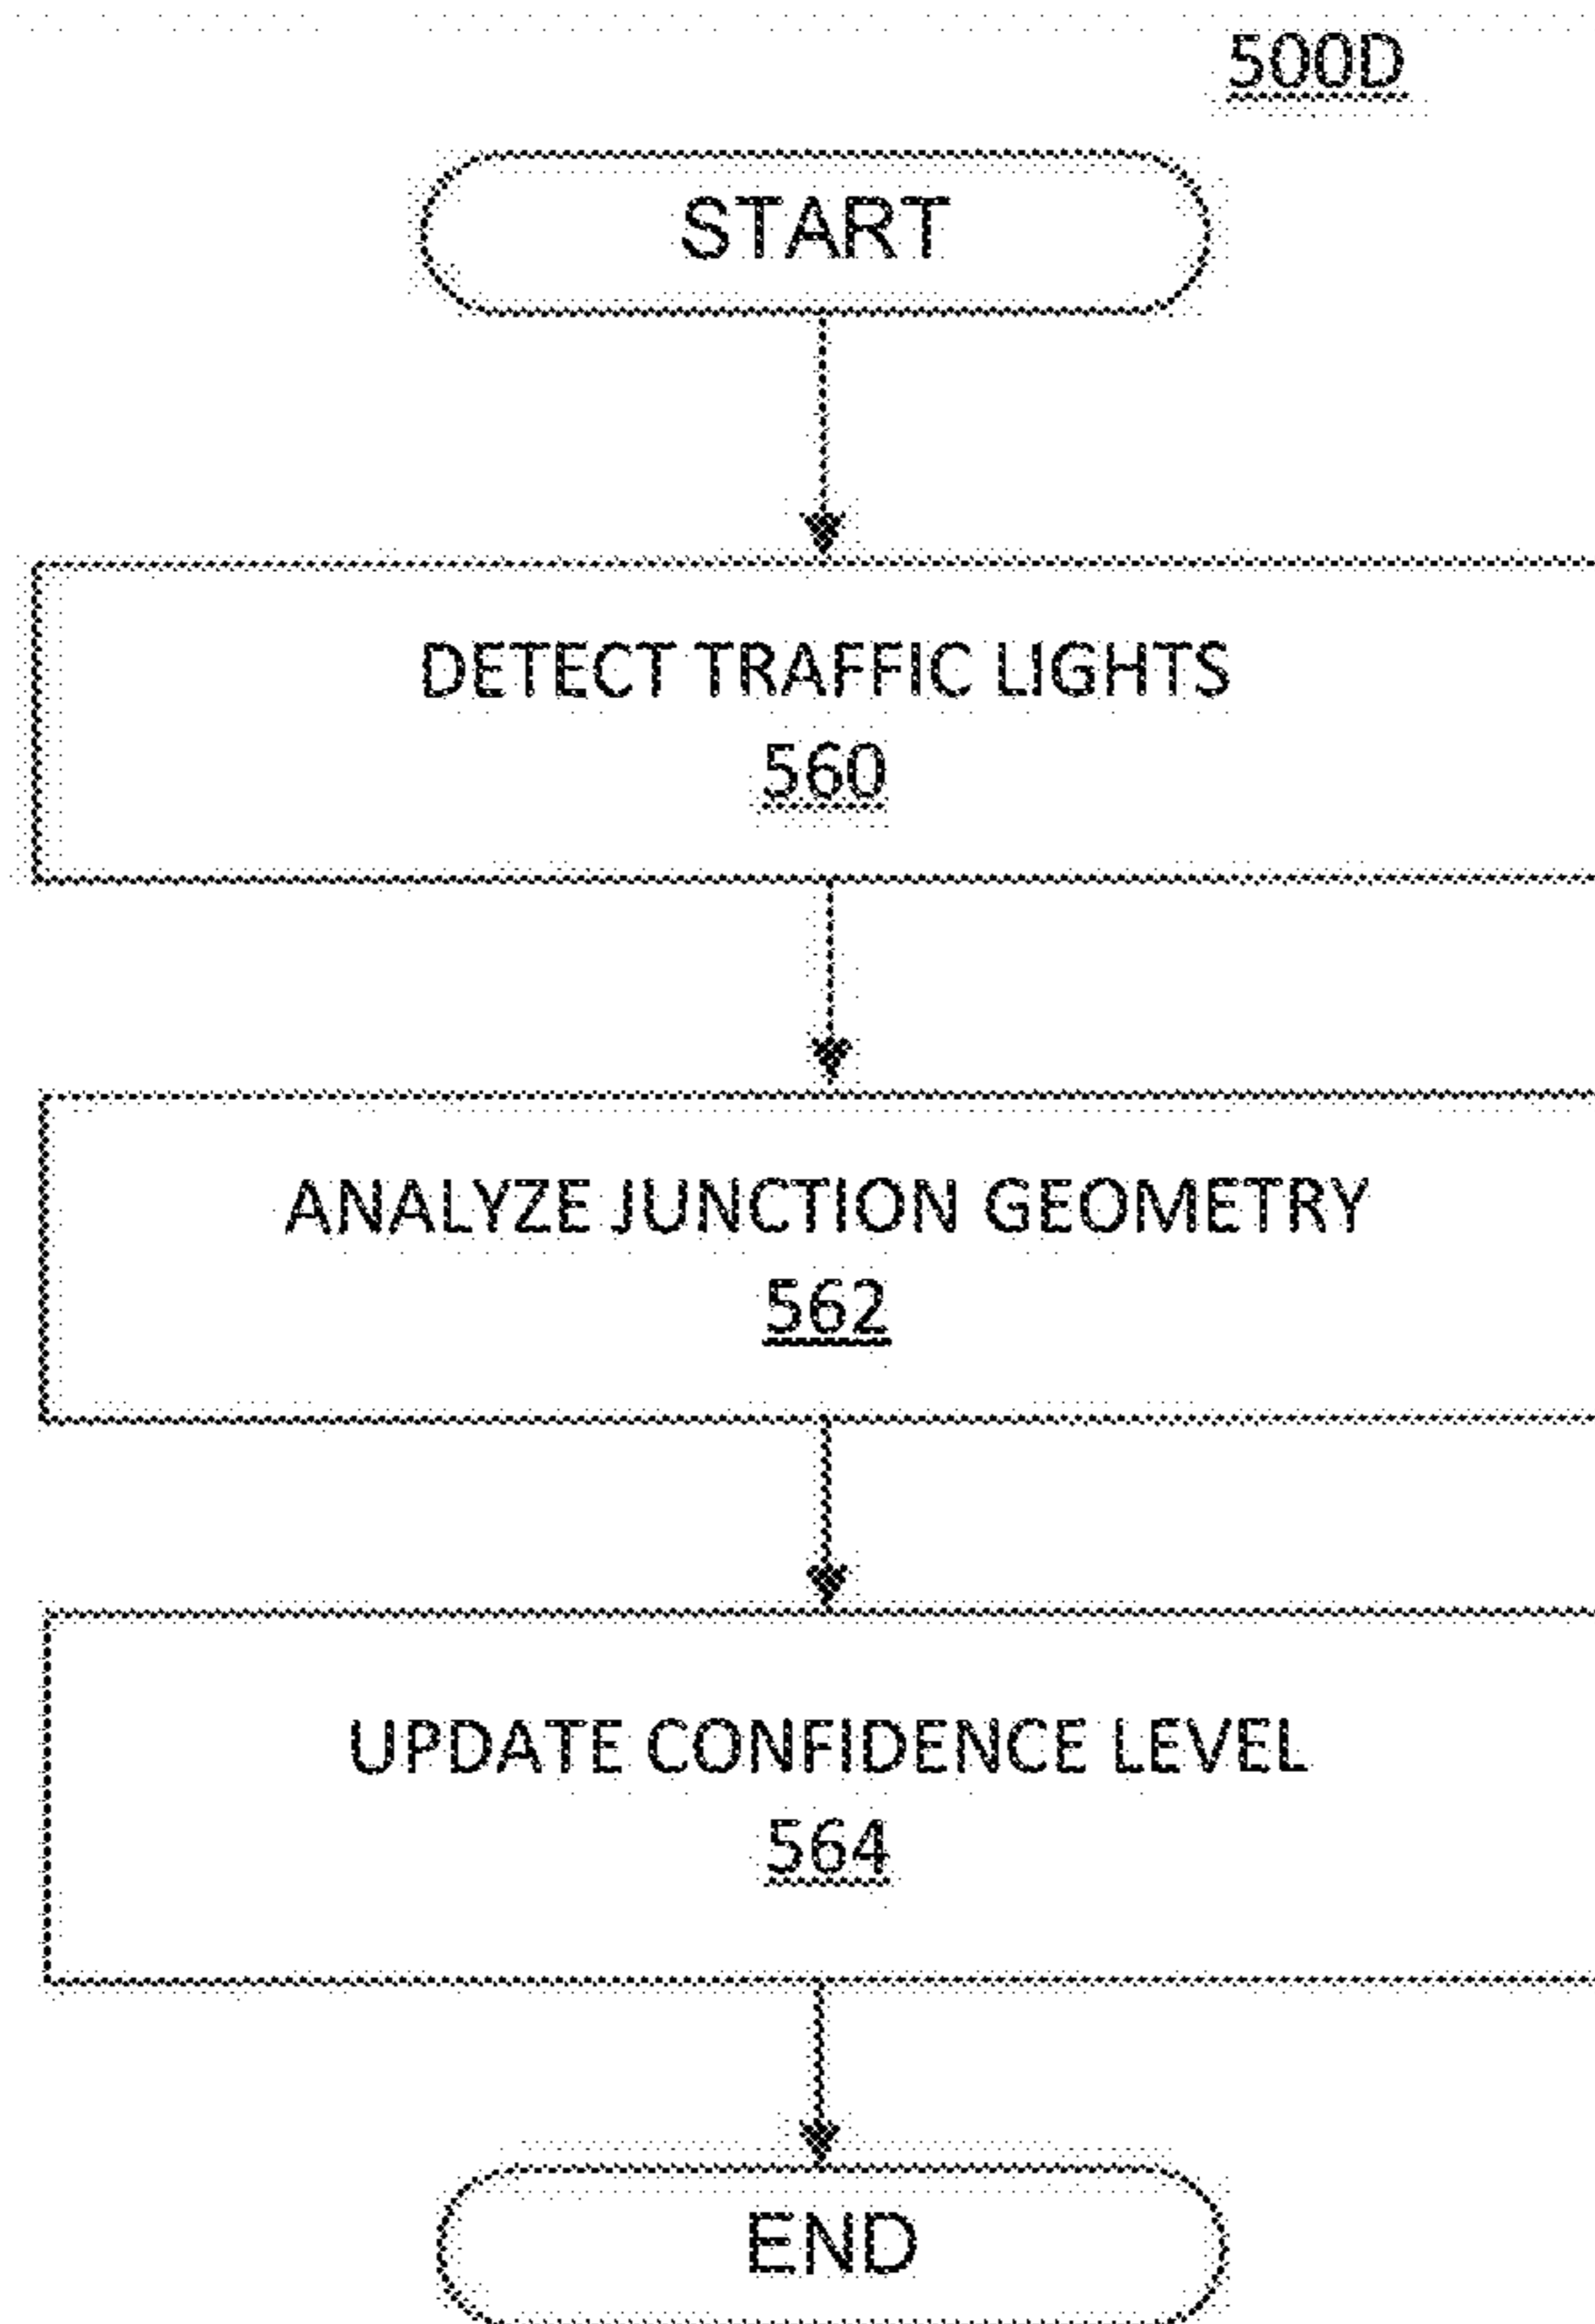 500D
START
DETECT TRAFFIC LIGHTS
560
ANALYZE JUNCTION GEOMETRY
562
UPDATE CONFIDENCE LEVEL
564
END